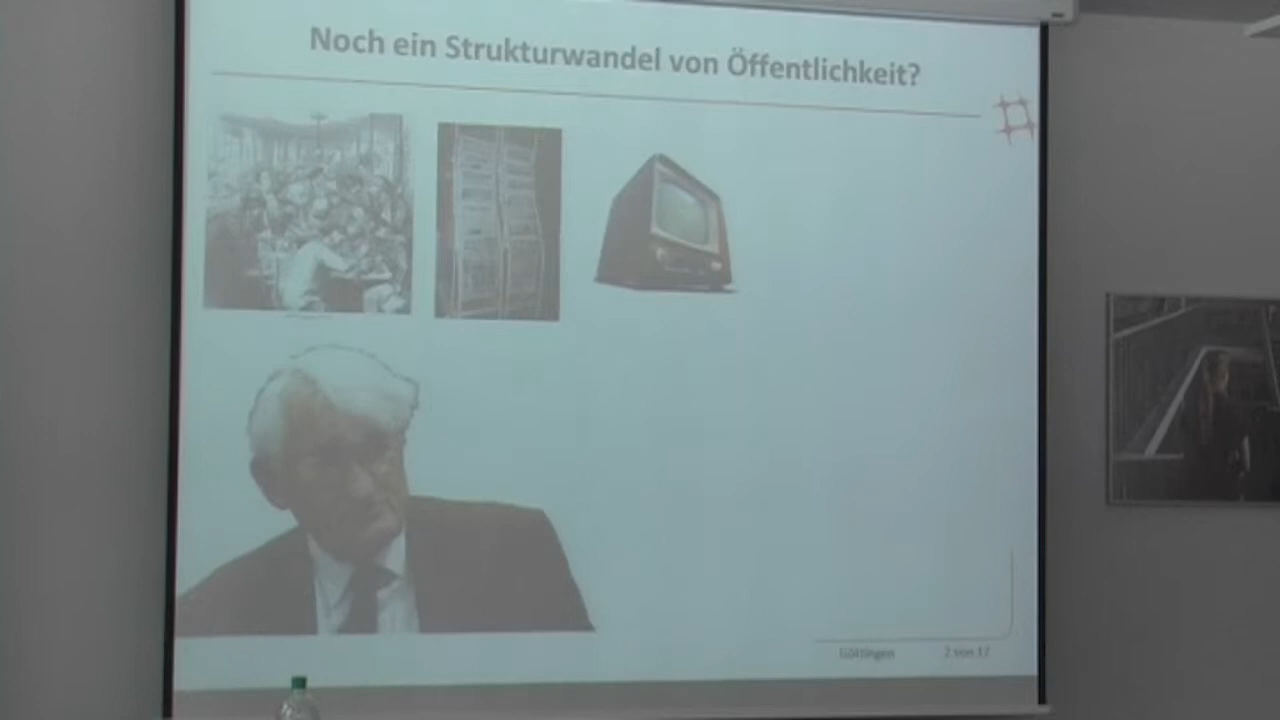 Noch ein Strukturwandel von Öffentlichkeit?
Göttingen 2 von 17